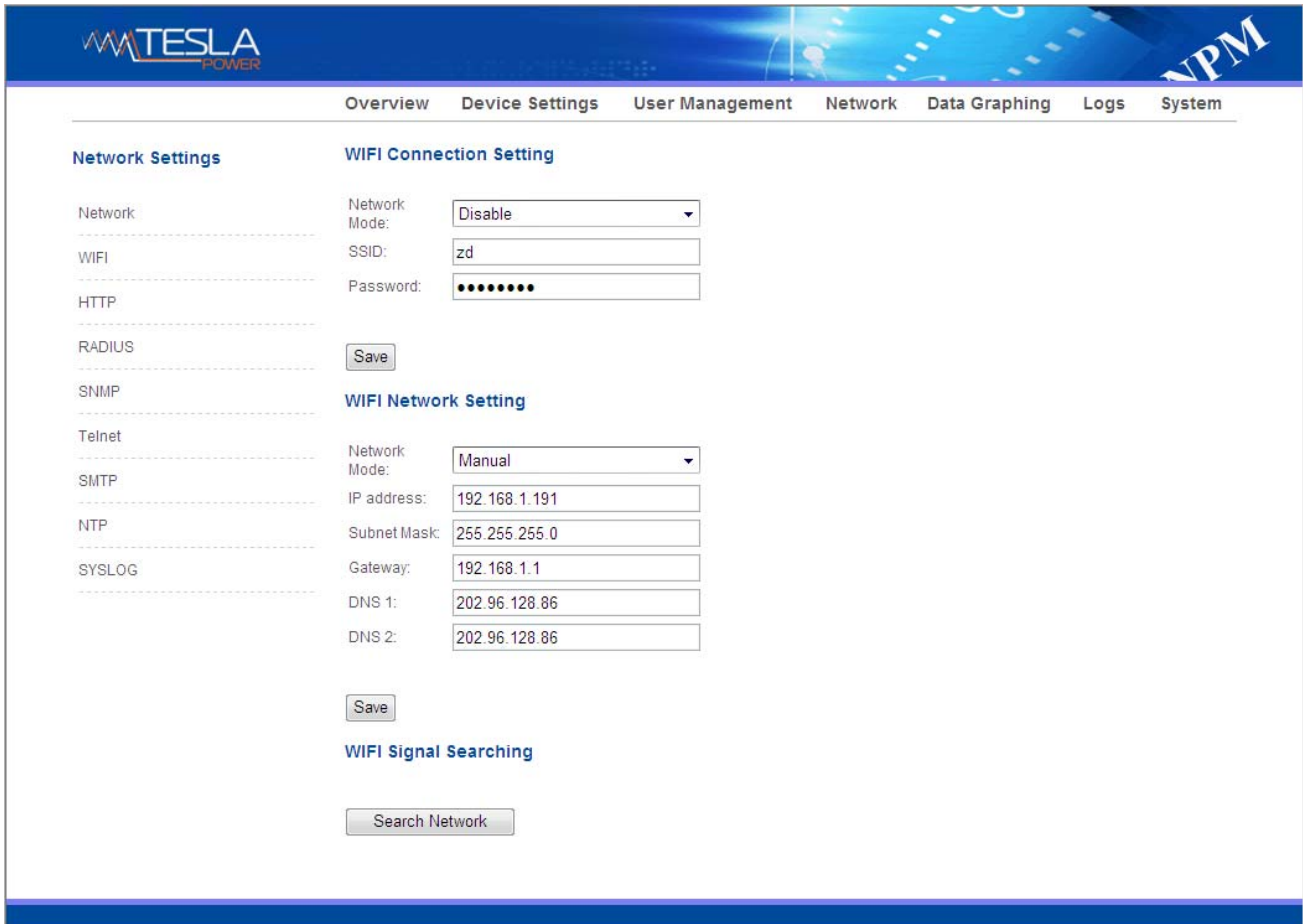 TESLA
POWER
NPM
Overview Device Settings User Management Network Data Graphing Logs System
Network Settings
Network
WIFI
HTTP
RADIUS
SNMP
Telnet
SMTP
NTP
SYSLOG
WIFI Connection Setting
Network
Mode:
Disable
SSID: zd
Password: ••••••••
Save
WIFI Network Setting
Network
Mode:
Manual
IP address: 192.168.1.191
Subnet Mask: 255.255.255.0
Gateway: 192.168.1.1
DNS 1: 202.96.128.86
DNS 2: 202.96.128.86
Save
WIFI Signal Searching
Search Network